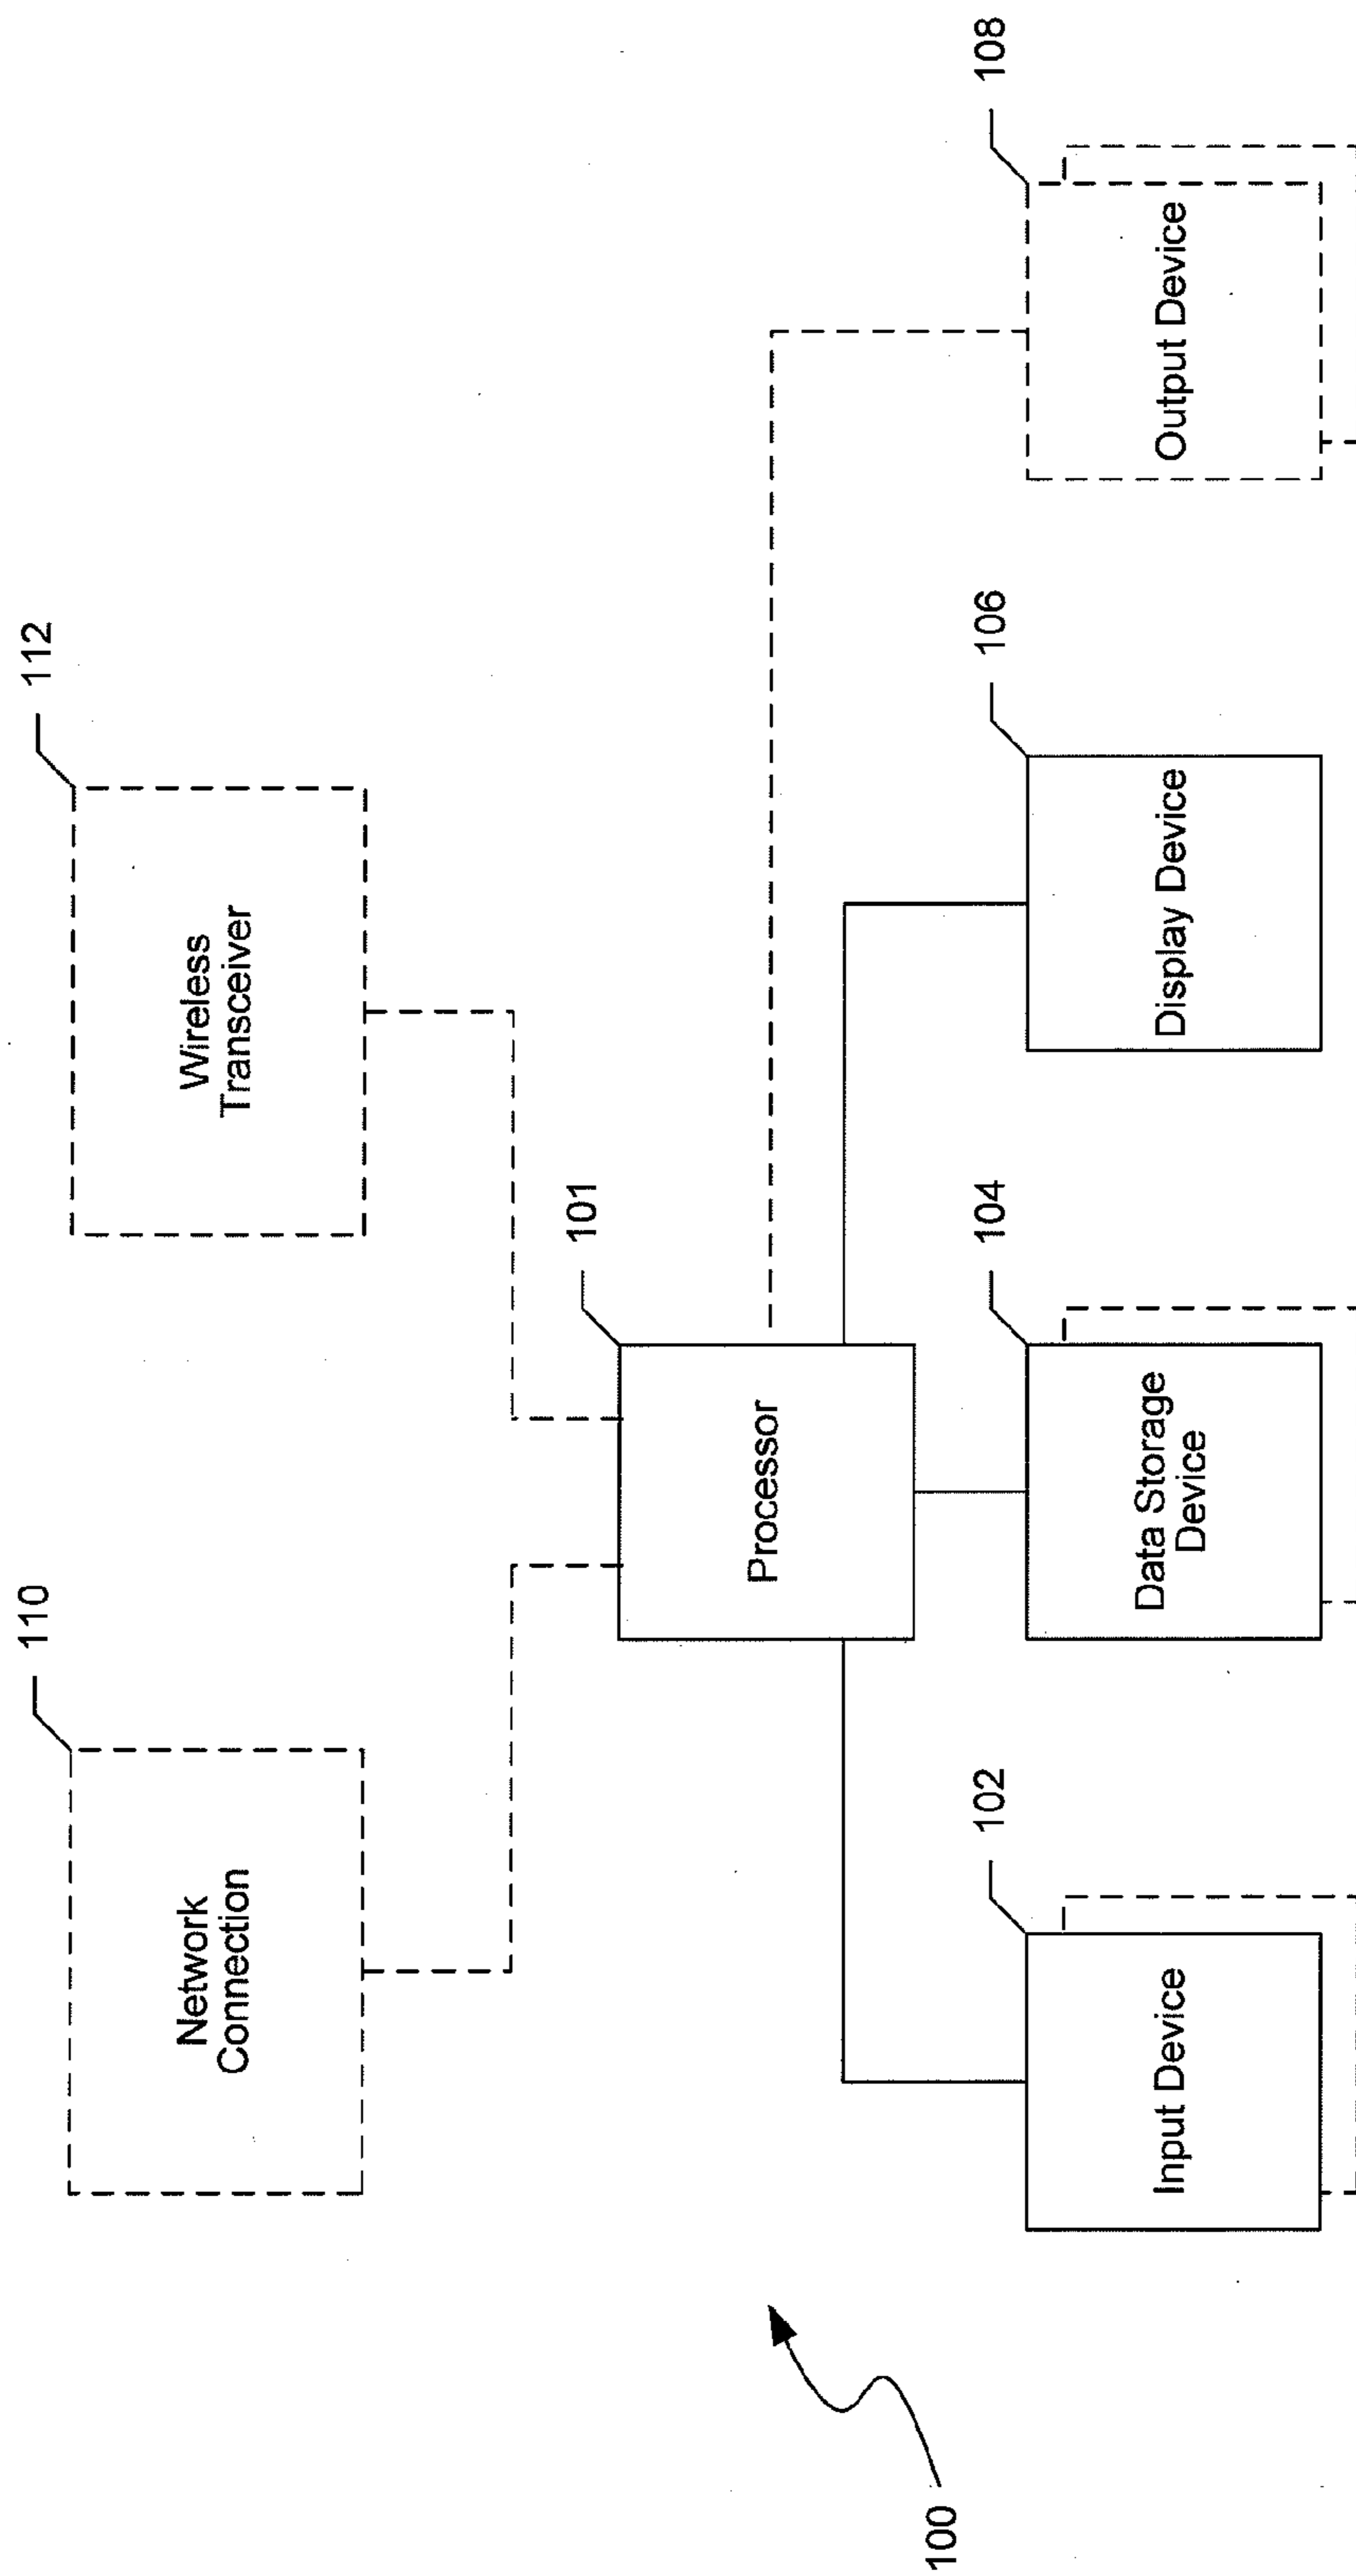 110
112
Network
Connection
Wireless
Transceiver
101
Processor
102
104
106
108
Input Device
Data Storage
Device
Display Device
Output Device
100